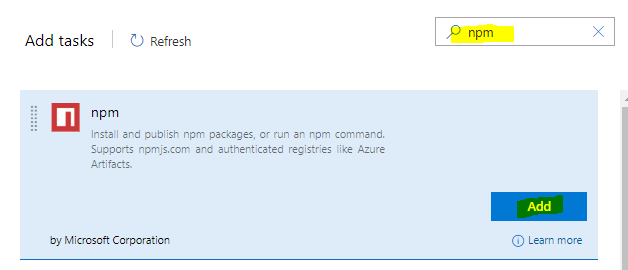 Add tasks
Refresh
npm
npm
Install and publish npm packages, or run an npm command.
Supports npmjs.com and authenticated registries like Azure
Artifacts.
Add
by Microsoft Corporation
Learn more